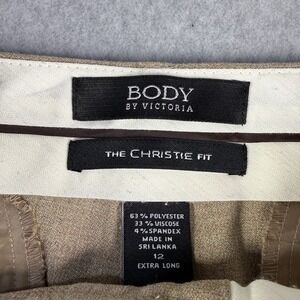 BODY
BY VICTORIA
THE CHRISTIE FIT
63% POLYESTER
33% VISCOSE
4% SPANDEX
MADE IN
SRI LANKA
12
EXTRA LONG